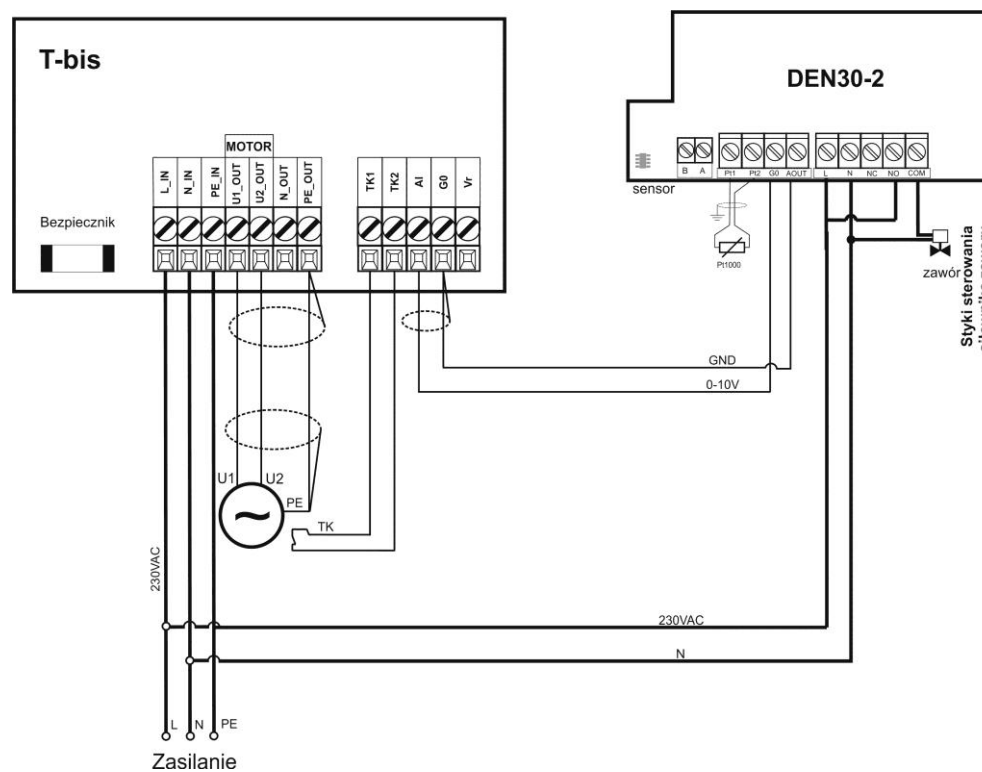 T-bis
DEN30-2
MOTOR
L_IN
N_IN
PE_IN
U1_OUT
U2_OUT
N_OUT
PE_OUT
TK1
TK2
AI
G0
Vr
Bezpiecznik
B A
Pt1 Pt2 G0 AOUT
L N NC NO COM
sensor
Pt1000
zawór
Styki sterowania
GND
0-10V
U1 U2
PE
TK
230VAC
230VAC
N
L N PE
Zasilanie